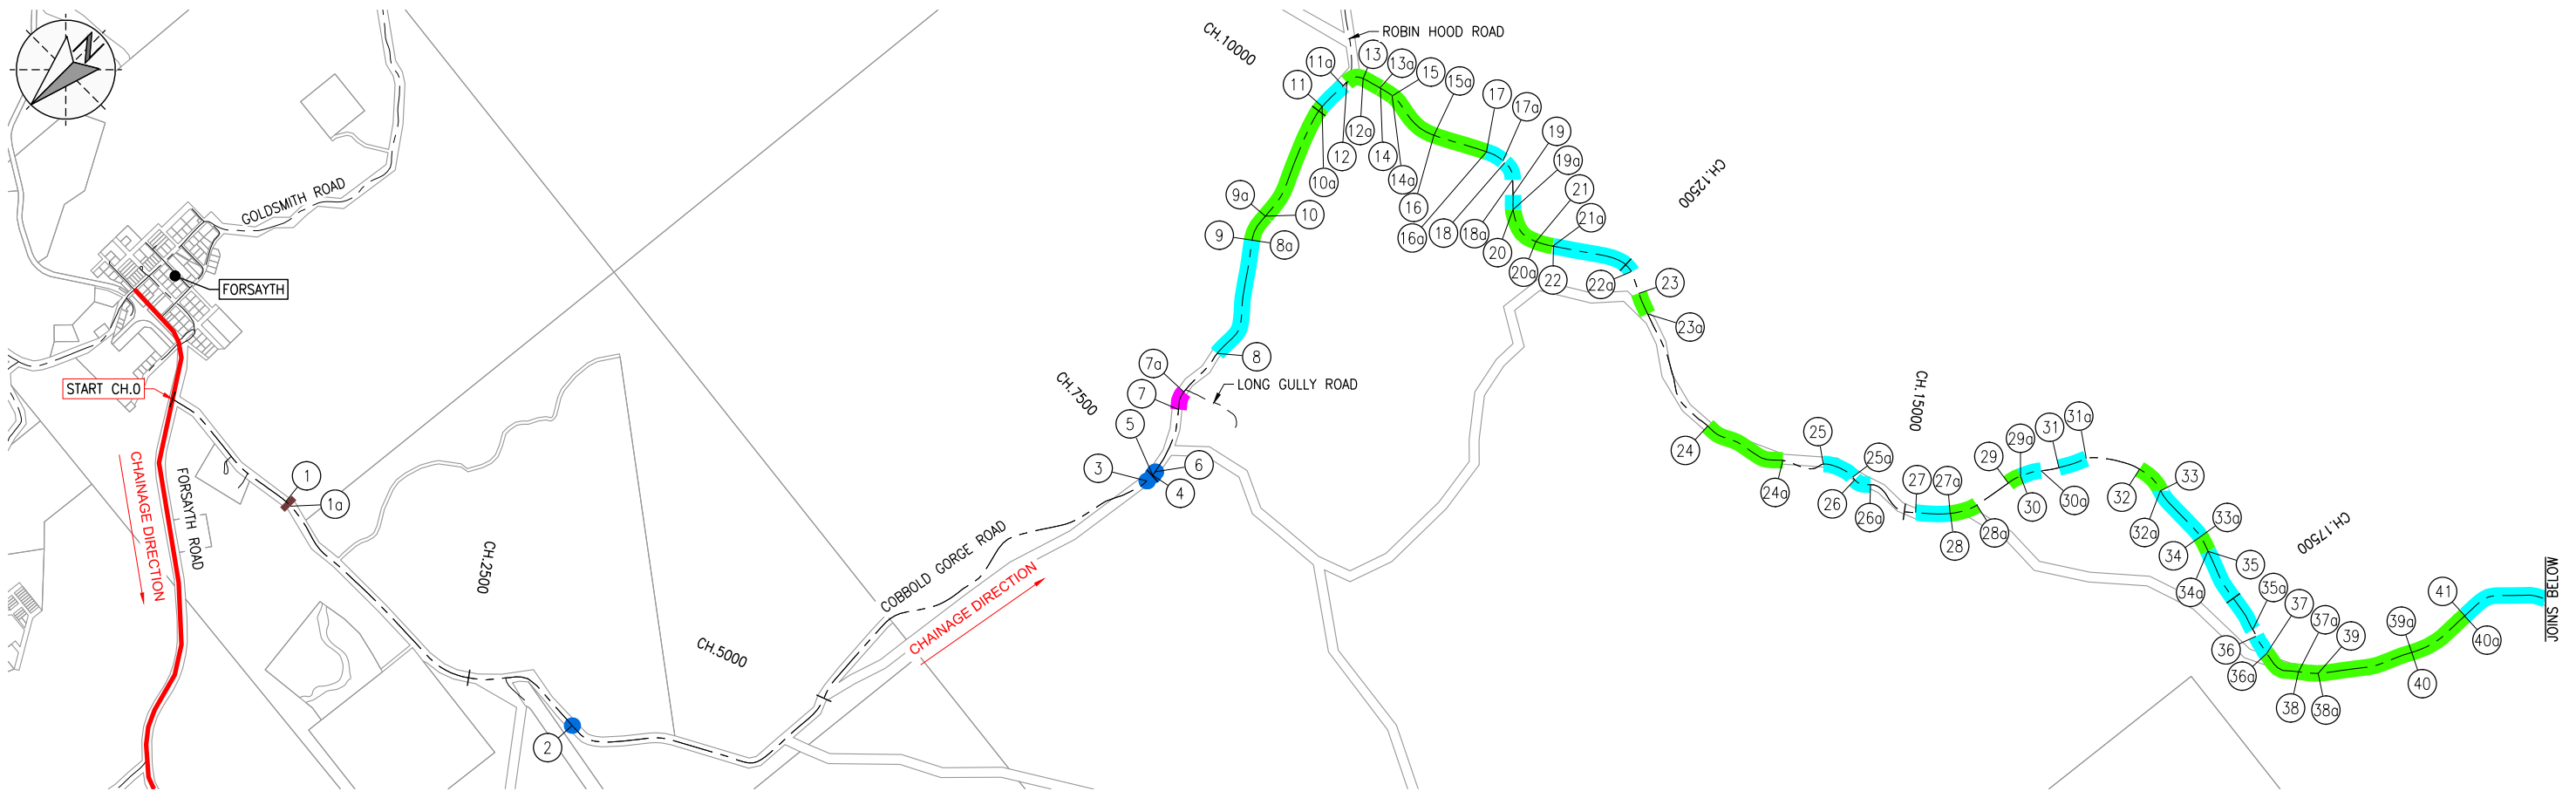 N
GOLDSMITH ROAD
FORSAYTH
START CH.0
CHAINAGE DIRECTION
FORSAYTH ROAD
1
1a
CH.2500
2
CH.5000
COBBOLD GORGE ROAD
CHAINAGE DIRECTION
3
4
5
6
CH.7500
7
7a
LONG GULLY ROAD
8
8a
9
9a
10
10a
11
11a
CH.10000
ROBIN HOOD ROAD
12
12a
13
13a
14
14a
15
15a
16
16a
17
17a
18
18a
19
19a
20
20a
21
21a
22
22a
CH.12500
23
23a
24
24a
25
25a
26
26a
CH.15000
27
27a
28
28a
29
29a
30
30a
31
31a
32
32a
33
33a
34
34a
35
35a
36
36a
37
37a
38
38a
39
39a
40
40a
41
CH.17500
JOINS BELOW